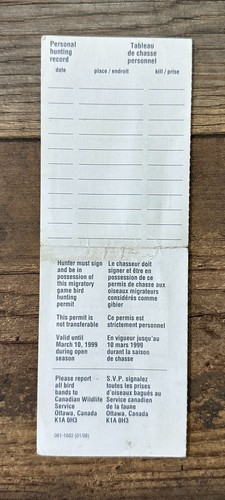 Personal
hunting
record
Tableau
de chasse
personnel
date place / endroit kill / prise
Hunter must sign
and be in
possession of
this migratory
game bird
hunting
permit
Le chasseur doit
signer et être en
possession de ce
permis de chasse aux
oiseaux migrateurs
considérés comme
gibier
This permit is
not transferable
Ce permis est
strictement personnel
Valid until
March 10, 1999
during open
season
En vigueur jusqu'au
10 mars 1999
durant la saison
de chasse
Please report
all bird
bands to
Canadian Wildlife
Service
Ottawa, Canada
K1A 0H3
S.V.P. signalez
toutes les prises
d'oiseaux bagués au
Service canadien
de la faune
Ottawa, Canada
K1A 0H3